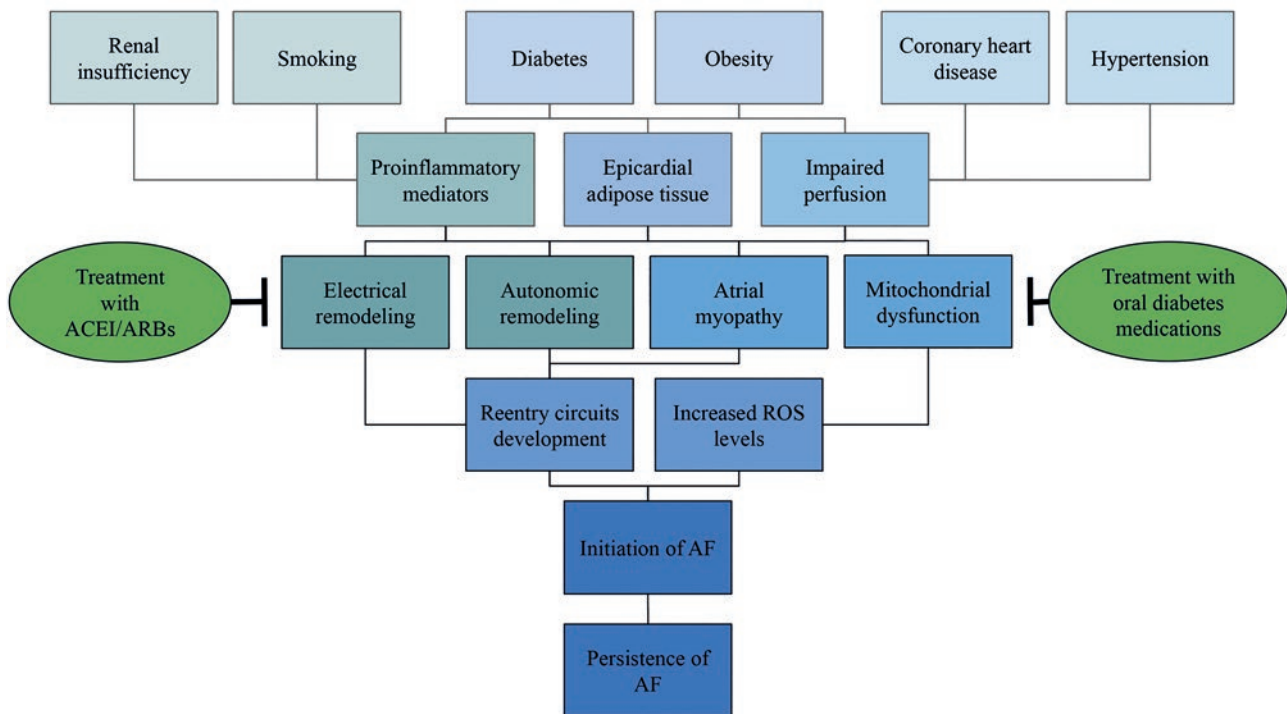 Renal
insufficiency
Smoking
Diabetes
Obesity
Coronary heart
disease
Hypertension
Proinflammatory
mediators
Epicardial
adipose tissue
Impaired
perfusion
Treatment
with
ACEI/ARBs
Electrical
remodeling
Autonomic
remodeling
Atrial
myopathy
Mitochondrial
dysfunction
Treatment with
oral diabetes
medications
Reentry circuits
development
Increased ROS
levels
Initiation of AF
Persistence of
AF